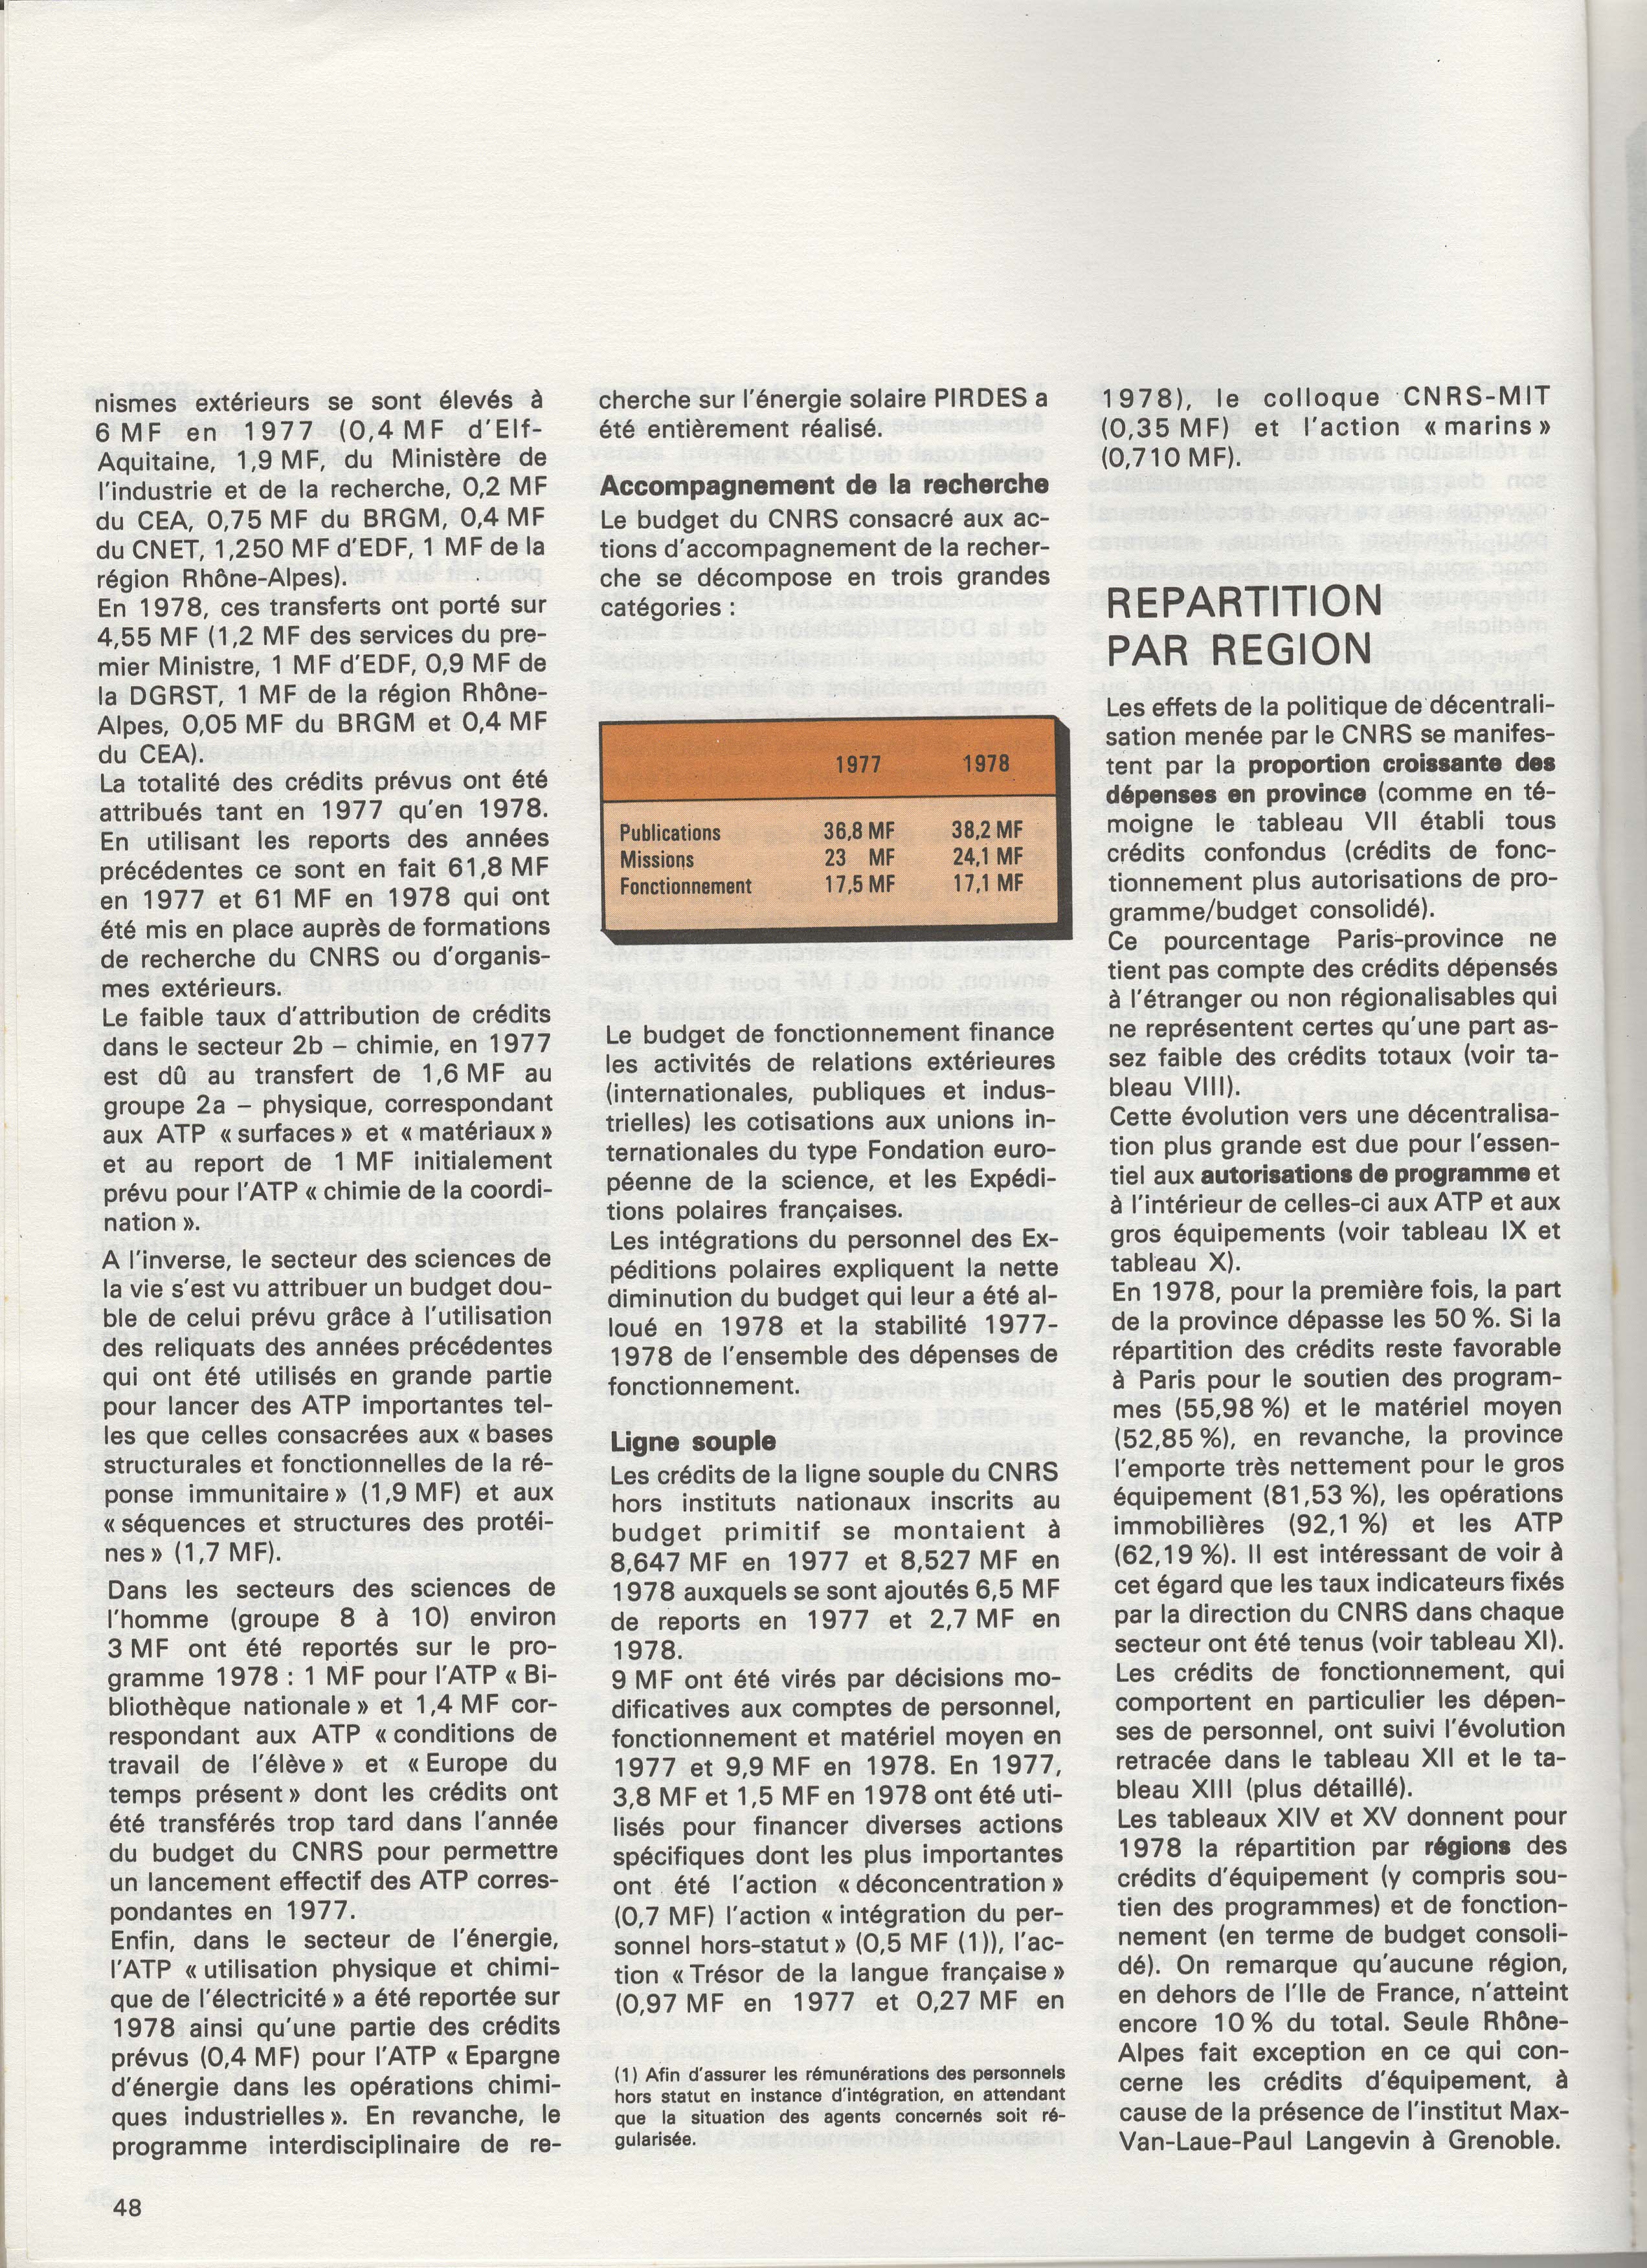 nismes extérieurs se sont élevés à
6 MF en 1977 (0,4 MF d'Elf-
Aquitaine, 1,9 MF, du Ministère de
l'industrie et de la recherche, 0,2 MF
du CEA, 0,75 MF du BRGM, 0,4 MF
du CNET, 1,250 MF d'EDF, 1 MF de la
région Rhône-Alpes).
En 1978, ces transferts ont porté sur
4,55 MF (1,2 MF des services du pre-
mier Ministre, 1 MF d'EDF, 0,9 MF de
la DGRST, 1 MF de la région Rhône-
Alpes, 0,05 MF du BRGM et 0,4 MF
du CEA).
La totalité des crédits prévus ont été
attribués tant en 1977 qu'en 1978.
En utilisant les reports des années
précédentes ce sont en fait 61,8 MF
en 1977 et 61 MF en 1978 qui ont
été mis en place auprès de formations
de recherche du CNRS ou d'organis-
mes extérieurs.
Le faible taux d'attribution de crédits
dans le secteur 2b – chimie, en 1977
est dû au transfert de 1,6 MF au
groupe 2a – physique, correspondant
aux ATP « surfaces » et « matériaux »
et au report de 1 MF initialement
prévu pour l'ATP « chimie de la coordi-
nation ».
A l'inverse, le secteur des sciences de
la vie s'est vu attribuer un budget dou-
ble de celui prévu grâce à l'utilisation
des reliquats des années précédentes
qui ont été utilisés en grande partie
pour lancer des ATP importantes tel-
les que celles consacrées aux « bases
structurales et fonctionnelles de la ré-
ponse immunitaire » (1,9 MF) et aux
« séquences et structures des protéi-
nes » (1,7 MF).
Dans les secteurs des sciences de
l'homme (groupe 8 à 10) environ
3 MF ont été reportés sur le pro-
gramme 1978 : 1 MF pour l'ATP « Bi-
bliothèque nationale » et 1,4 MF cor-
respondant aux ATP « conditions de
travail de l'élève » et « Europe du
temps présent » dont les crédits ont
été transférés trop tard dans l'année
du budget du CNRS pour permettre
un lancement effectif des ATP corres-
pondantes en 1977.
Enfin, dans le secteur de l'énergie,
l'ATP « utilisation physique et chimi-
que de l'électricité » a été reportée sur
1978 ainsi qu'une partie des crédits
prévus (0,4 MF) pour l'ATP « Epargne
d'énergie dans les opérations chimi-
ques industrielles ». En revanche, le
programme interdisciplinaire de re-
cherche sur l'énergie solaire PIRDES a
été entièrement réalisé.
Accompagnement de la recherche
Le budget du CNRS consacré aux ac-
tions d'accompagnement de la recher-
che se décompose en trois grandes
catégories :
1977 1978
Publications 36,8 MF 38,2 MF
Missions 23 MF 24,1 MF
Fonctionnement 17,5 MF 17,1 MF
Le budget de fonctionnement finance
les activités de relations extérieures
(internationales, publiques et indus-
trielles) les cotisations aux unions in-
ternationales du type Fondation euro-
péenne de la science, et les Expédi-
tions polaires françaises.
Les intégrations du personnel des Ex-
péditions polaires expliquent la nette
diminution du budget qui leur a été al-
loué en 1978 et la stabilité 1977-
1978 de l'ensemble des dépenses de
fonctionnement.
Ligne souple
Les crédits de la ligne souple du CNRS
hors instituts nationaux inscrits au
budget primitif se montaient à
8,647 MF en 1977 et 8,527 MF en
1978 auxquels se sont ajoutés 6,5 MF
de reports en 1977 et 2,7 MF en
1978.
9 MF ont été virés par décisions mo-
dificatives aux comptes de personnel,
fonctionnement et matériel moyen en
1977 et 9,9 MF en 1978. En 1977,
3,8 MF et 1,5 MF en 1978 ont été uti-
lisés pour financer diverses actions
spécifiques dont les plus importantes
ont été l'action « déconcentration »
(0,7 MF) l'action « intégration du per-
sonnel hors-statut » (0,5 MF (1)), l'ac-
tion « Trésor de la langue française »
(0,97 MF en 1977 et 0,27 MF en
(1) Afin d'assurer les rémunérations des personnels
hors statut en instance d'intégration, en attendant
que la situation des agents concernés soit ré-
gularisée.
1978), le colloque CNRS-MIT
(0,35 MF) et l'action « marins »
(0,710 MF).
REPARTITION
PAR REGION
Les effets de la politique de décentrali-
sation menée par le CNRS se manifes-
tent par la proportion croissante des
dépenses en province (comme en té-
moigne le tableau VII établi tous
crédits confondus (crédits de fonc-
tionnement plus autorisations de pro-
gramme/budget consolidé).
Ce pourcentage Paris-province ne
tient pas compte des crédits dépensés
à l'étranger ou non régionalisables qui
ne représentent certes qu'une part as-
sez faible des crédits totaux (voir ta-
bleau VIII).
Cette évolution vers une décentralisa-
tion plus grande est due pour l'essen-
tiel aux autorisations de programme et
à l'intérieur de celles-ci aux ATP et aux
gros équipements (voir tableau IX et
tableau X).
En 1978, pour la première fois, la part
de la province dépasse les 50 %. Si la
répartition des crédits reste favorable
à Paris pour le soutien des program-
mes (55,98 %) et le matériel moyen
(52,85 %), en revanche, la province
l'emporte très nettement pour le gros
équipement (81,53 %), les opérations
immobilières (92,1 %) et les ATP
(62,19 %). Il est intéressant de voir à
cet égard que les taux indicateurs fixés
par la direction du CNRS dans chaque
secteur ont été tenus (voir tableau XI).
Les crédits de fonctionnement, qui
comportent en particulier les dépen-
ses de personnel, ont suivi l'évolution
retracée dans le tableau XII et le ta-
bleau XIII (plus détaillé).
Les tableaux XIV et XV donnent pour
1978 la répartition par régions des
crédits d'équipement (y compris sou-
tien des programmes) et de fonction-
nement (en terme de budget consoli-
dé). On remarque qu'aucune région,
en dehors de l'Ile de France, n'atteint
encore 10 % du total. Seule Rhône-
Alpes fait exception en ce qui con-
cerne les crédits d'équipement, à
cause de la présence de l'institut Max-
Van-Laue-Paul Langevin à Grenoble.
48